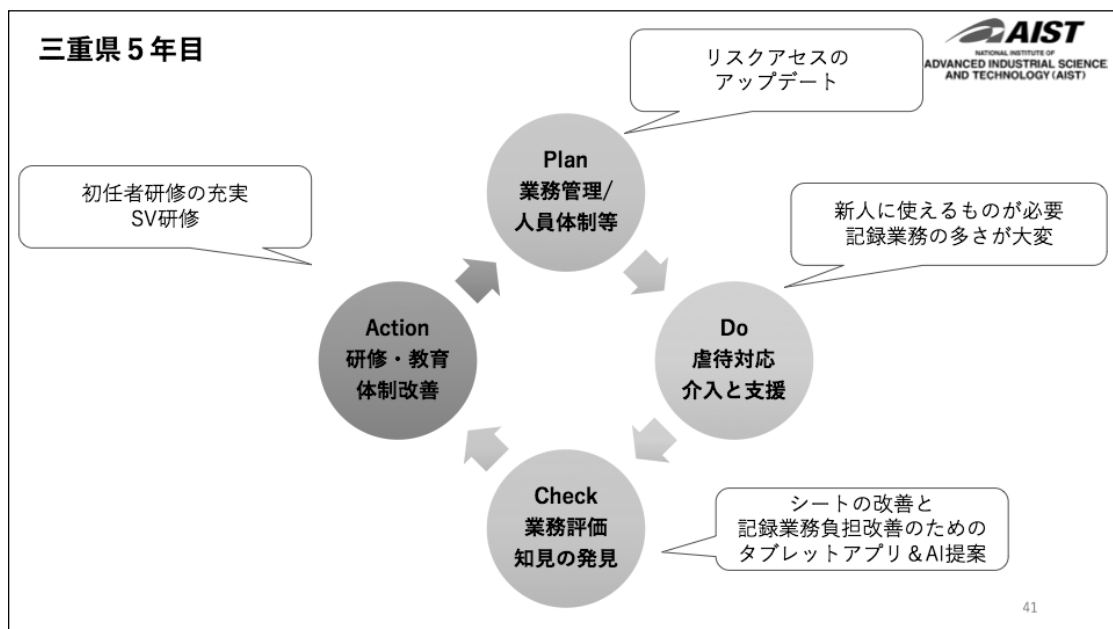 三重県５年目
AIST
NATIONAL INSTITUTE OF
ADVANCED INDUSTRIAL SCIENCE
AND TECHNOLOGY (AIST)
リスクアセスの
アップデート
Plan
業務管理/
人員体制等
初任者研修の充実
SV研修
新人に使えるものが必要
記録業務の多さが大変
Action
研修・教育
体制改善
Do
虐待対応
介入と支援
Check
業務評価
知見の発見
シートの改善と
記録業務負担改善のための
タブレットアプリ＆AI提案
41